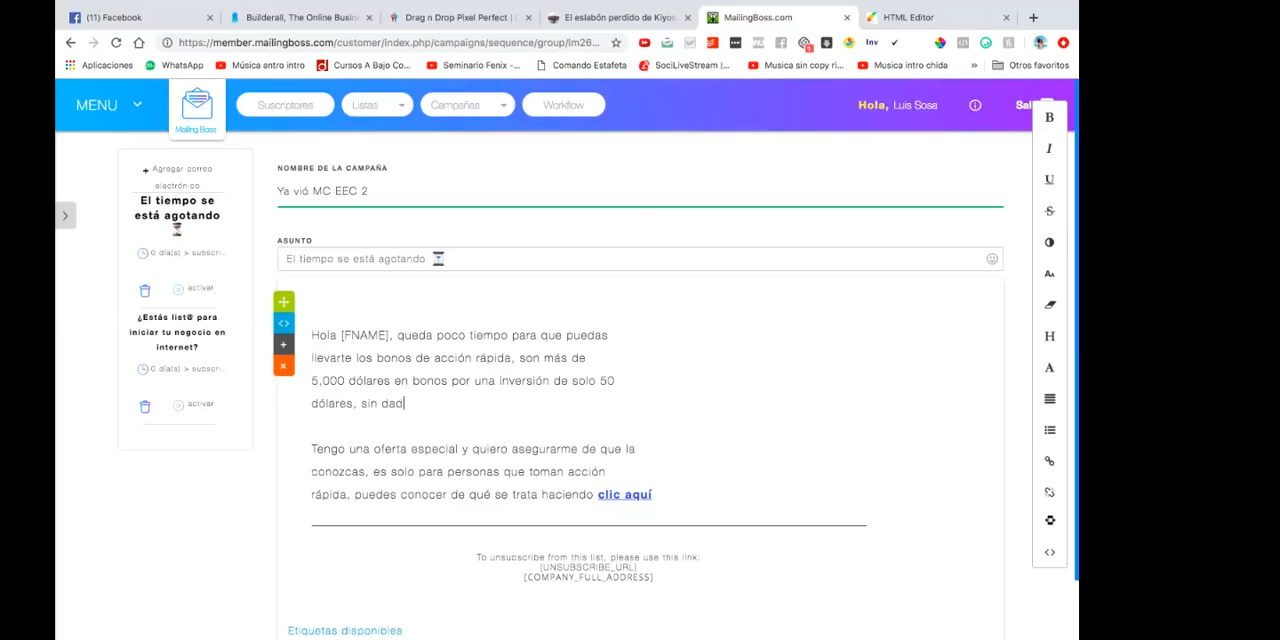 (11) Facebook
Builderall, The Online Busin
Drag n Drop Pixel Perfect | C
El eslabón perdido de Kiyos
MailingBoss.com
HTML Editor
https://member.mailingboss.com/customer/index.php/campaigns/sequence/group/lm26...
Inv
Aplicaciones
WhatsApp
Música antro intro
Cursos A Bajo Co...
Seminario Fenix -...
Comando Estafeta
SociLiveStream |...
Musica sin copy ri...
Musica intro chida
»
Otros favoritos
MENU
Mailing Boss
Suscriptores
Listas
Campañas
Workflow
Hola, Luis Sosa
Sal
+ Agregar correo
electrón.co
El tiempo se
está agotando
0 día(s) > subscri...
activar
¿Estás list@ para
iniciar tu negocio en
internet?
0 día(s) > subscri...
activar
NOMBRE DE LA CAMPAÑA
Ya vió MC EEC 2
ASUNTO
El tiempo se está agotando
Hola [FNAME], queda poco tiempo para que puedas
llevarte los bonos de acción rápida, son más de
5,000 dólares en bonos por una inversión de solo 50
dólares, sin dad
Tengo una oferta especial y quiero asegurarme de que la
conozcas, es solo para personas que toman acción
rápida, puedes conocer de qué se trata haciendo clic aquí
To unsubscribe from this list, please use this link:
[UNSUBSCRIBE_URL]
[COMPANY_FULL_ADDRESS]
Etiquetas disponibles
B
I
U
S
AA
H
A
<>